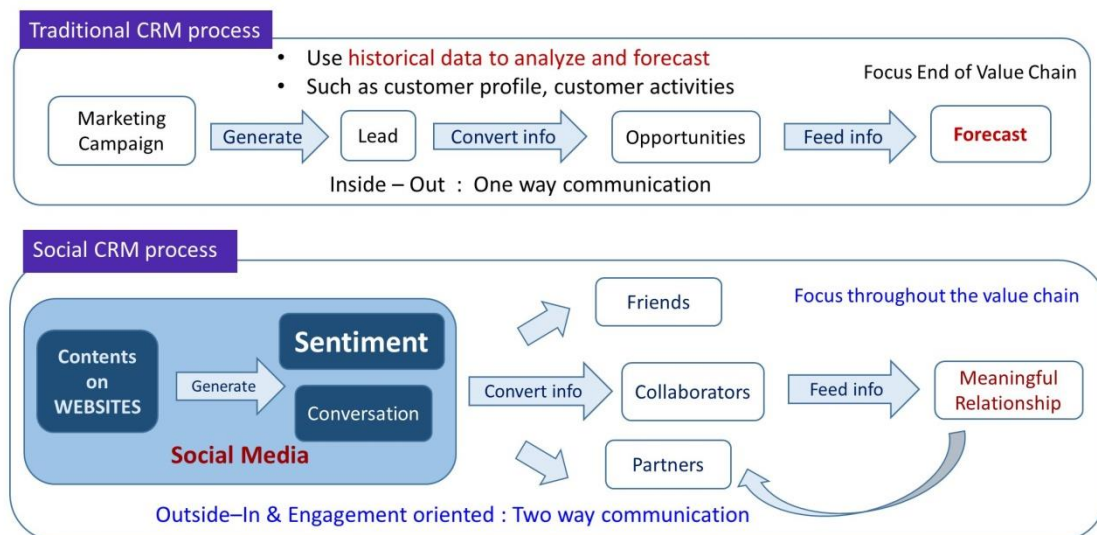 Traditional CRM process
• Use historical data to analyze and forecast
• Such as customer profile, customer activities
Focus End of Value Chain
Marketing
Campaign
Generate
Lead
Convert info
Opportunities
Feed info
Forecast
Inside – Out : One way communication
Social CRM process
Friends
Focus throughout the value chain
Contents
on
WEBSITES
Generate
Sentiment
Conversation
Social Media
Convert info
Collaborators
Feed info
Meaningful
Relationship
Partners
Outside–In & Engagement oriented : Two way communication